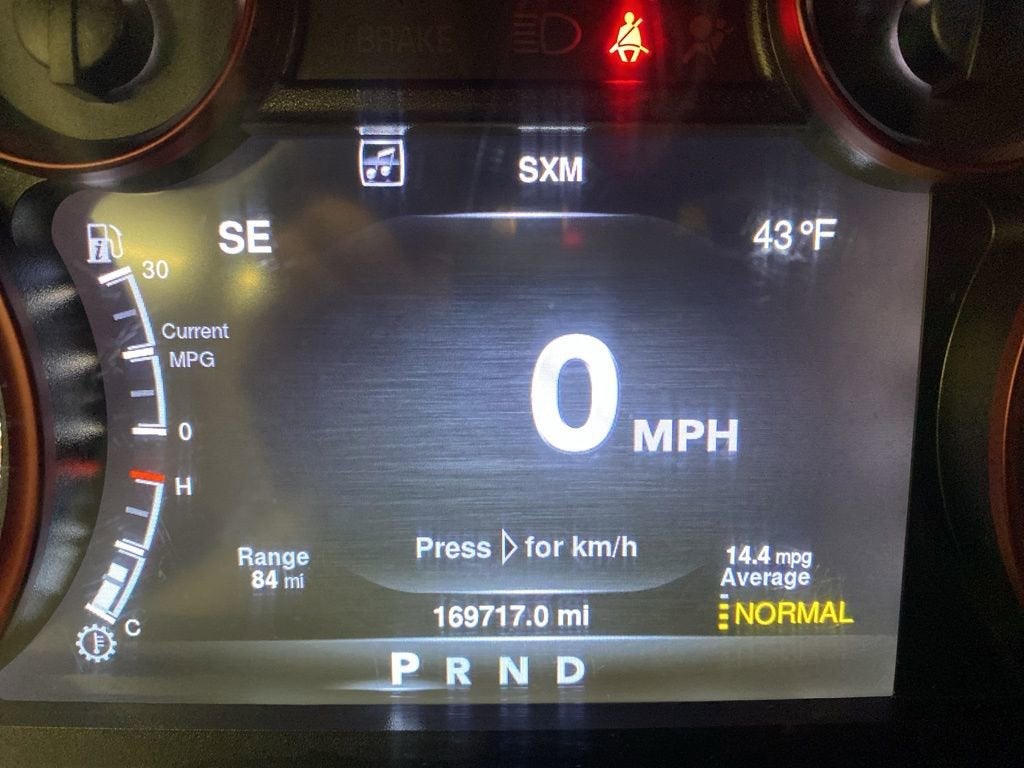 BRAKE
SXM
SE
43 °F
30
Current
MPG
0
H
C
0 MPH
Press ▷ for km/h
Range
84 mi
14.4 mpg
Average
169717.0 mi
NORMAL
P R N D